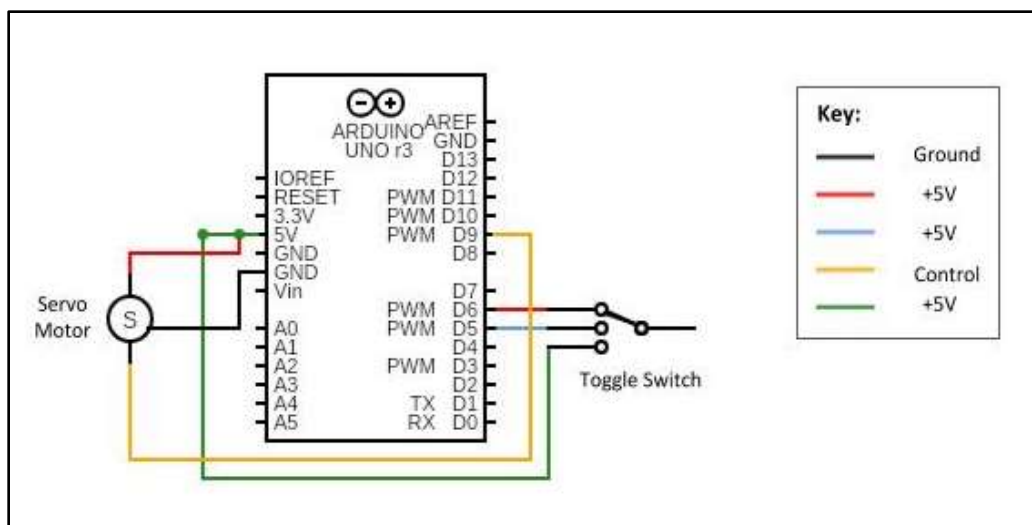 ARDUINO
UNO r3
AREF
GND
D13
IOREF
D12
RESET
PWM D11
3.3V
PWM D10
5V
PWM D9
GND
D8
GND
Vin
D7
PWM D6
A0
PWM D5
A1
D4
A2
PWM D3
A3
D2
A4
TX D1
A5
RX D0
Servo
Motor
S
Toggle Switch
Key:
Ground
+5V
+5V
Control
+5V